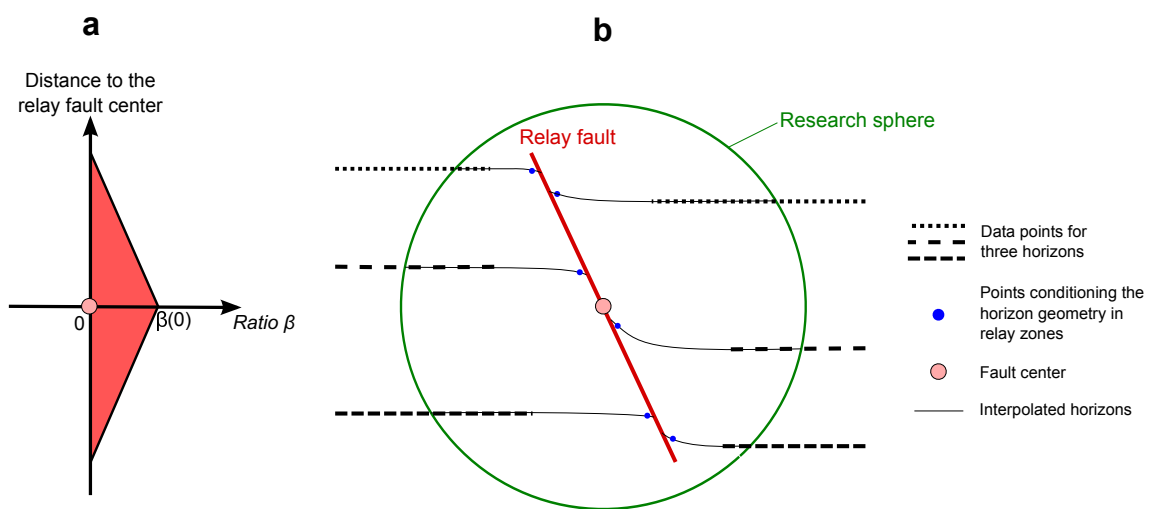 a
b
Distance to the
relay fault center
0
β(0)
Ratio β
Relay fault
Research sphere
Data points for
three horizons
Points conditioning the
horizon geometry in
relay zones
Fault center
Interpolated horizons